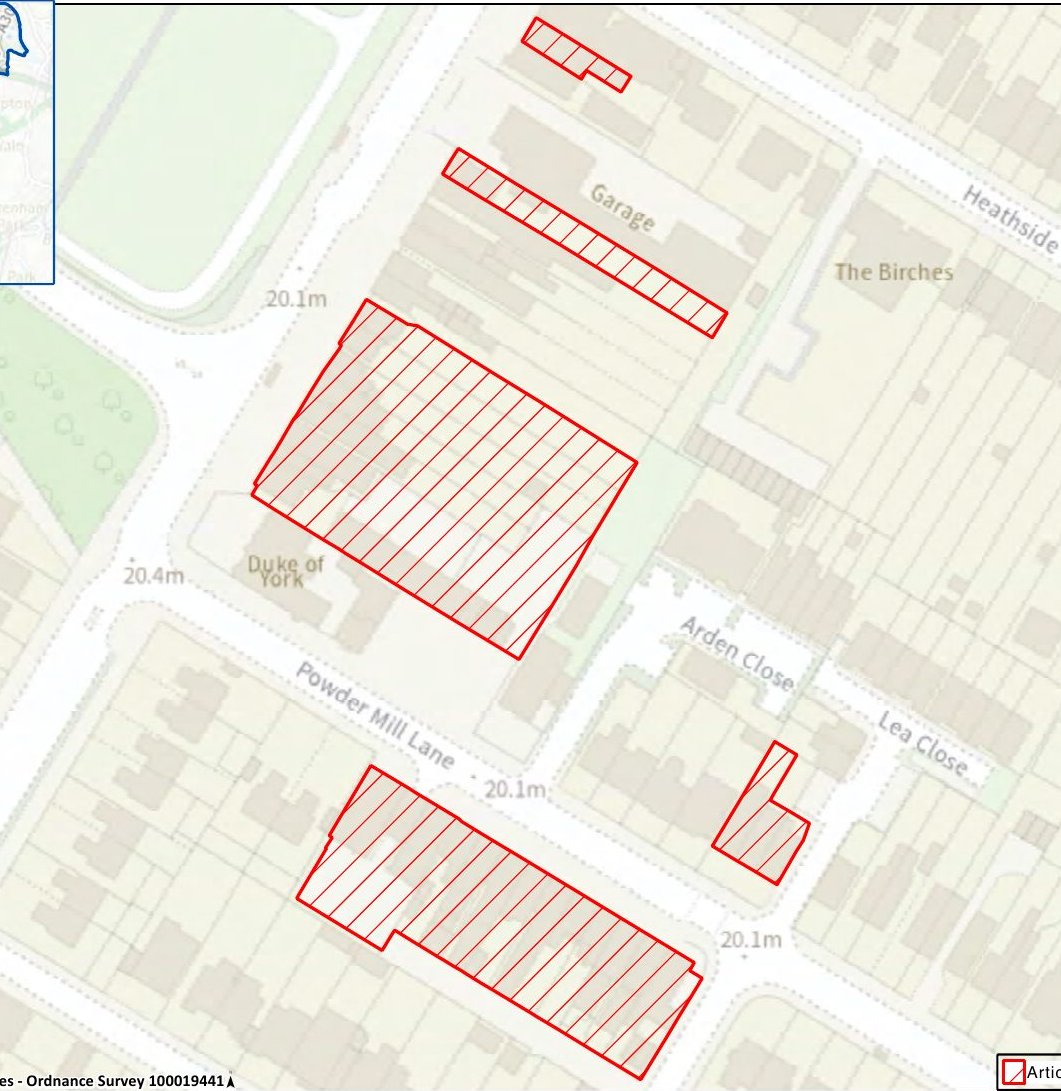 Heathside
Garage
The Birches
20.1m
Duke of
York
20.4m
Arden Close
Powder Mill Lane
Lea Close
20.1m
20.1m
es - Ordnance Survey 100019441
Artic